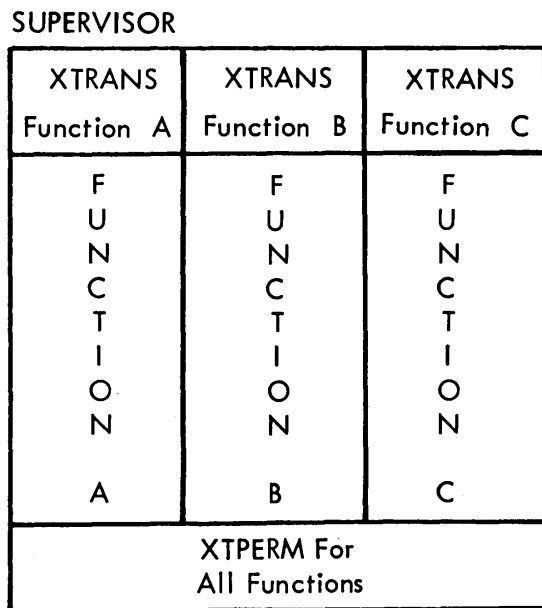 SUPERVISOR
XTRANS XTRANS XTRANS
Function A Function B Function C
F F F
U U U
N N N
C C C
T T T
I I I
O O O
N N N
A B C
XTPERM For
All Functions